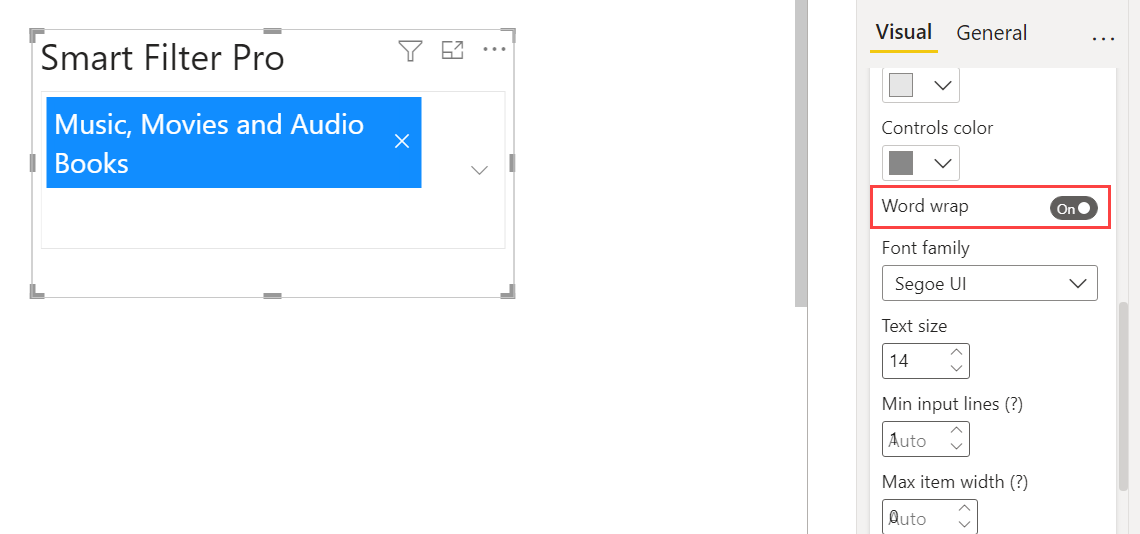 Smart Filter Pro
Music, Movies and Audio
Books
Visual General
Controls color
Word wrap
On
Font family
Segoe UI
Text size
14
Min input lines (?)
1
Auto
Max item width (?)
0
Auto